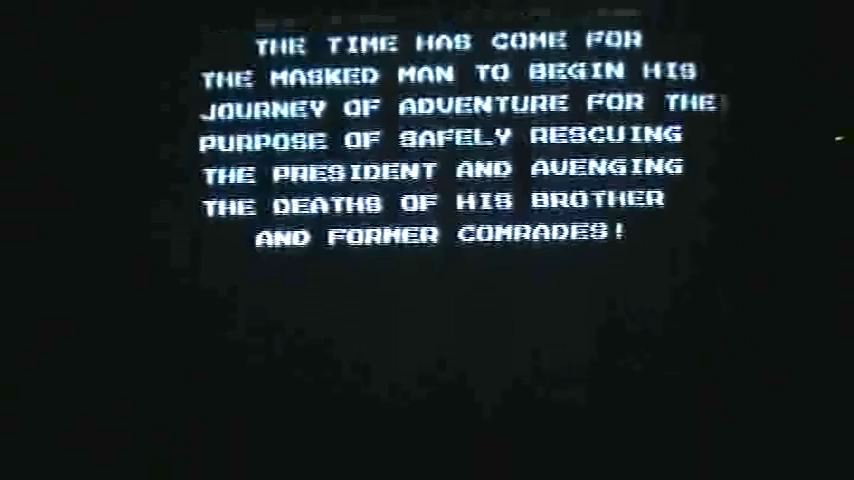 THE TIME HAS COME FOR
THE MASKED MAN TO BEGIN HIS
JOURNEY OF ADVENTURE FOR THE
PURPOSE OF SAFELY RESCUING
THE PRESIDENT AND AVENGING
THE DEATHS OF HIS BROTHER
AND FORMER COMRADES!